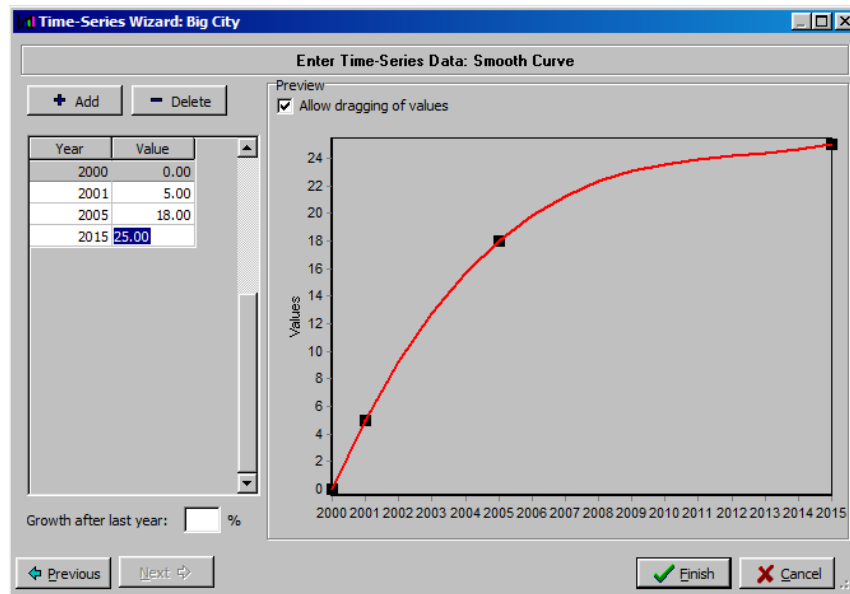 Time-Series Wizard: Big City
Enter Time-Series Data: Smooth Curve
Add
Delete
Preview
Allow dragging of values
Year Value
2000 0.00
2001 5.00
2005 18.00
2015 25.00
Values
24
22
20
18
16
14
12
10
8
6
4
2
0
2000 2001 2002 2003 2004 2005 2006 2007 2008 2009 2010 2011 2012 2013 2014 2015
Growth after last year: %
Previous
Next
Finish
Cancel